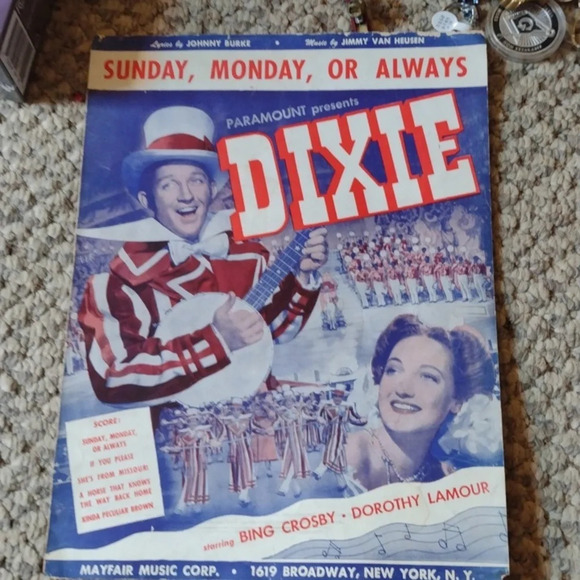 Lyrics by JOHNNY BURKE • Music by JIMMY VAN HEUSEN
SUNDAY, MONDAY, OR ALWAYS
PARAMOUNT presents
DIXIE
SCORE:
SUNDAY, MONDAY,
OR ALWAYS
IF YOU PLEASE
SHE'S FROM MISSOURI
A HORSE THAT KNOWS
THE WAY BACK HOME
KINDA PECULIAR BROWN
starring BING CROSBY • DOROTHY LAMOUR
MAYFAIR MUSIC CORP. • 1619 BROADWAY, NEW YORK, N. Y.